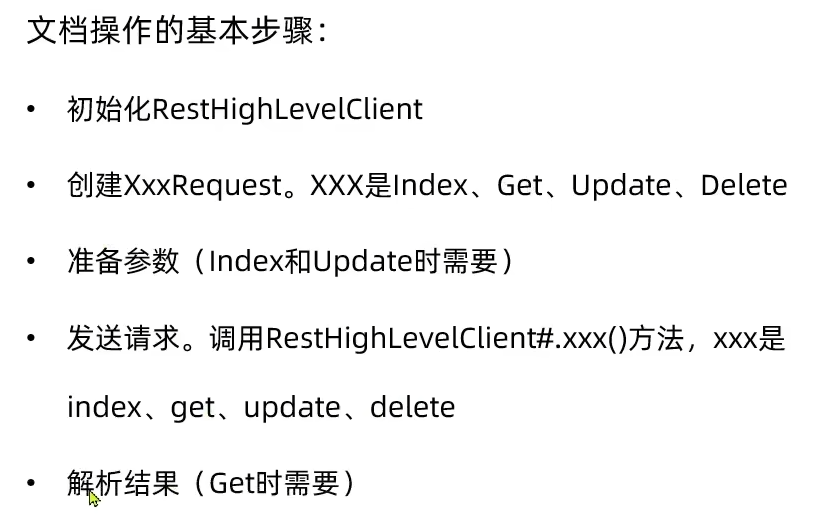 文档操作的基本步骤：
• 初始化RestHighLevelClient
• 创建XxxRequest。XXX是Index、Get、Update、Delete
• 准备参数（Index和Update时需要）
• 发送请求。调用RestHighLevelClient#.xxx()方法，xxx是
index、get、update、delete
• 解析结果（Get时需要）